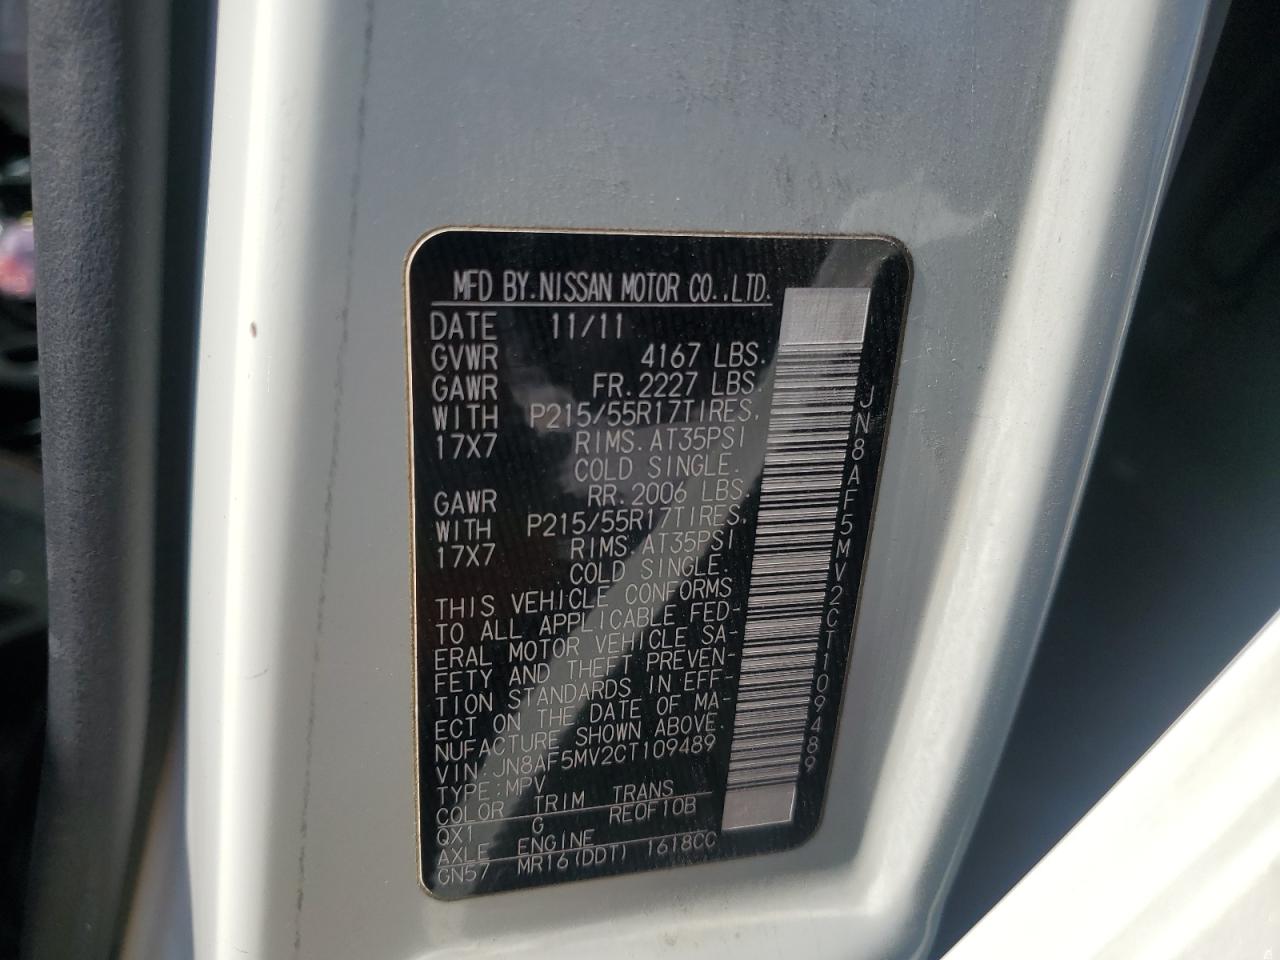 MFD BY.NISSAN MOTOR CO.,LTD.
DATE 11/11
GVWR 4167 LBS.
GAWR FR.2227 LBS.
WITH P215/55R17TIRES.
17X7 RIMS.AT35PSI
COLD SINGLE.
GAWR RR.2006 LBS.
WITH P215/55R17TIRES.
17X7 RIMS.AT35PSI
COLD SINGLE.
THIS VEHICLE CONFORMS
TO ALL APPLICABLE FED-
ERAL MOTOR VEHICLE SA-
FETY AND THEFT PREVEN-
TION STANDARDS IN EFF-
ECT ON THE DATE OF MA-
NUFACTURE SHOWN ABOVE.
VIN:JN8AF5MV2CT109489
TYPE:MPV
COLOR TRIM TRANS
QX1 G RE0F10B
AXLE ENGINE
GN57 MR16(DDT) 1618CC
JN8AF5MV2CT109489